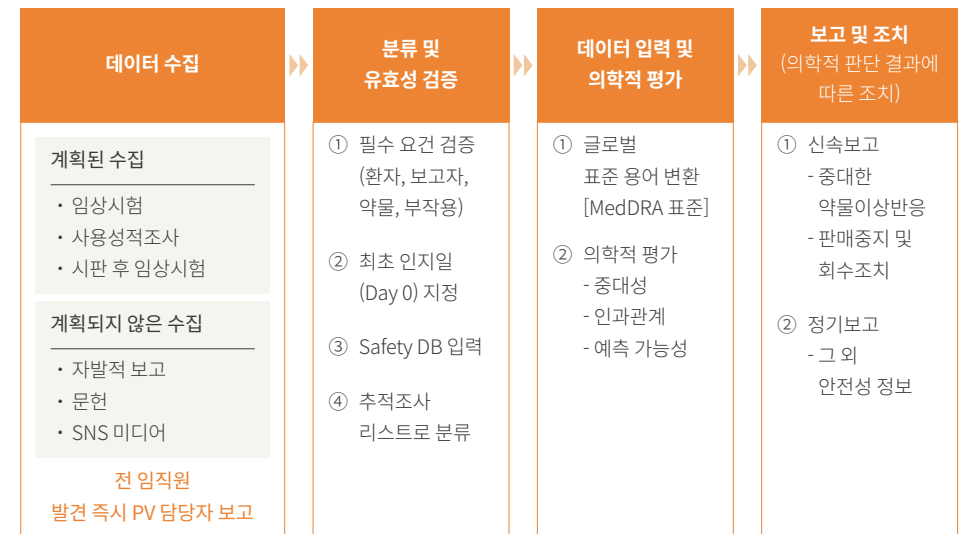 데이터 수집
계획된 수집
• 임상시험
• 사용성적조사
• 시판 후 임상시험
계획되지 않은 수집
• 자발적 보고
• 문헌
• SNS 미디어
전 임직원
발견 즉시 PV 담당자 보고
분류 및
유효성 검증
① 필수 요건 검증
(환자, 보고자,
약물, 부작용)
② 최초 인지일
(Day 0) 지정
③ Safety DB 입력
④ 추적조사
리스트로 분류
데이터 입력 및
의학적 평가
① 글로벌
표준 용어 변환
[MedDRA 표준]
② 의학적 평가
- 중대성
- 인과관계
- 예측 가능성
보고 및 조치
(의학적 판단 결과에
따른 조치)
① 신속보고
- 중대한
약물이상반응
- 판매중지 및
회수조치
② 정기보고
- 그 외
안전성 정보